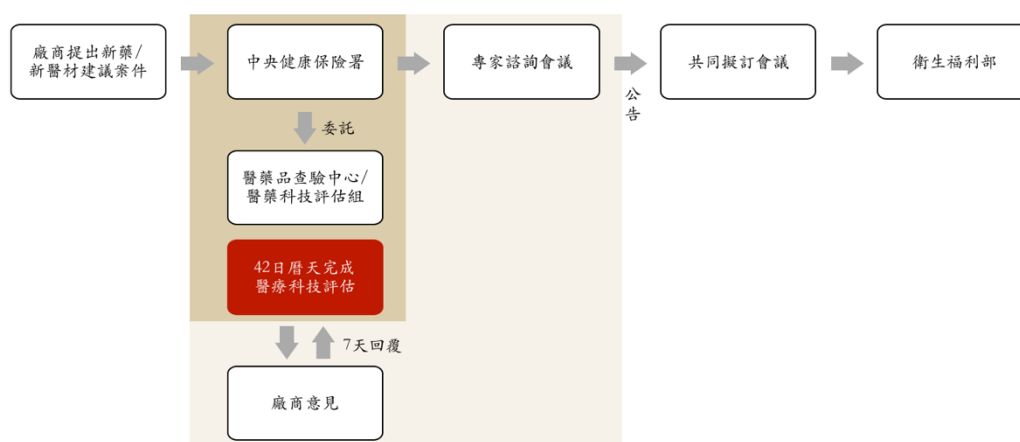 廠商提出新藥/
新醫材建議案件
中央健康保險署
專家諮詢會議
公
告
共同擬訂會議
衛生福利部
委託
醫藥品查驗中心/
醫藥科技評估組
42日曆天完成
醫療科技評估
7天回覆
廠商意見